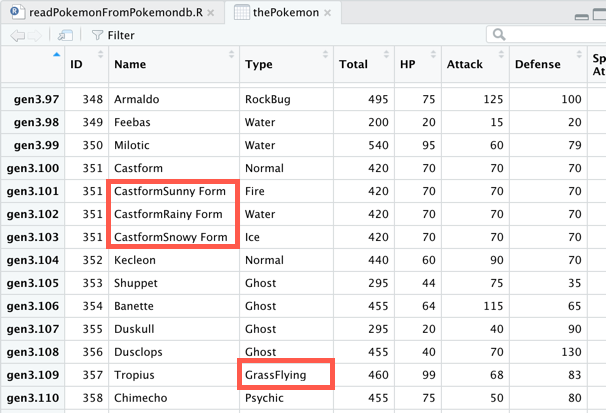 readPokemonFromPokemondb.R × thePokemon ×
Filter
ID Name Type Total HP Attack Defense Sp At
gen3.97 348 Armaldo RockBug 495 75 125 100
gen3.98 349 Feebas Water 200 20 15 20
gen3.99 350 Milotic Water 540 95 60 79
gen3.100 351 Castform Normal 420 70 70 70
gen3.101 351 CastformSunny Form Fire 420 70 70 70
gen3.102 351 CastformRainy Form Water 420 70 70 70
gen3.103 351 CastformSnowy Form Ice 420 70 70 70
gen3.104 352 Kecleon Normal 440 60 90 70
gen3.105 353 Shuppet Ghost 295 44 75 35
gen3.106 354 Banette Ghost 455 64 115 65
gen3.107 355 Duskull Ghost 295 20 40 90
gen3.108 356 Dusclops Ghost 455 40 70 130
gen3.109 357 Tropius GrassFlying 460 99 68 83
gen3.110 358 Chimecho Psychic 455 75 50 80